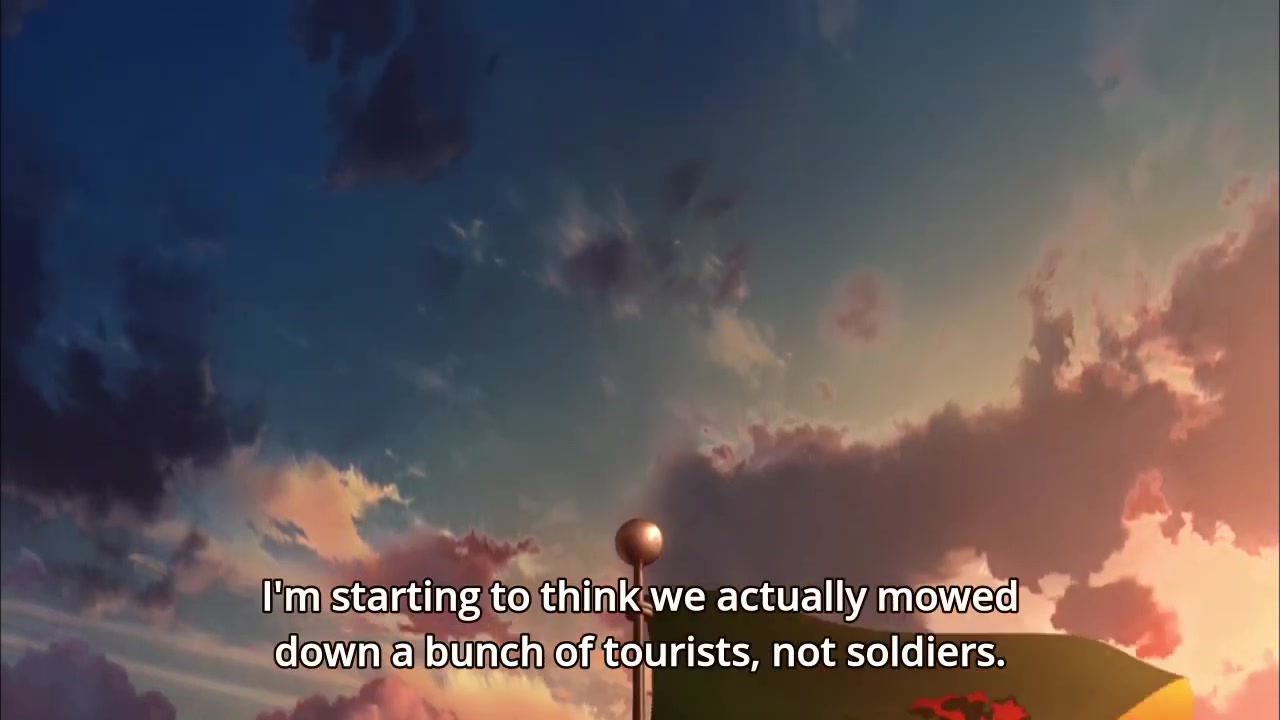 I'm starting to think we actually mowed
down a bunch of tourists, not soldiers.